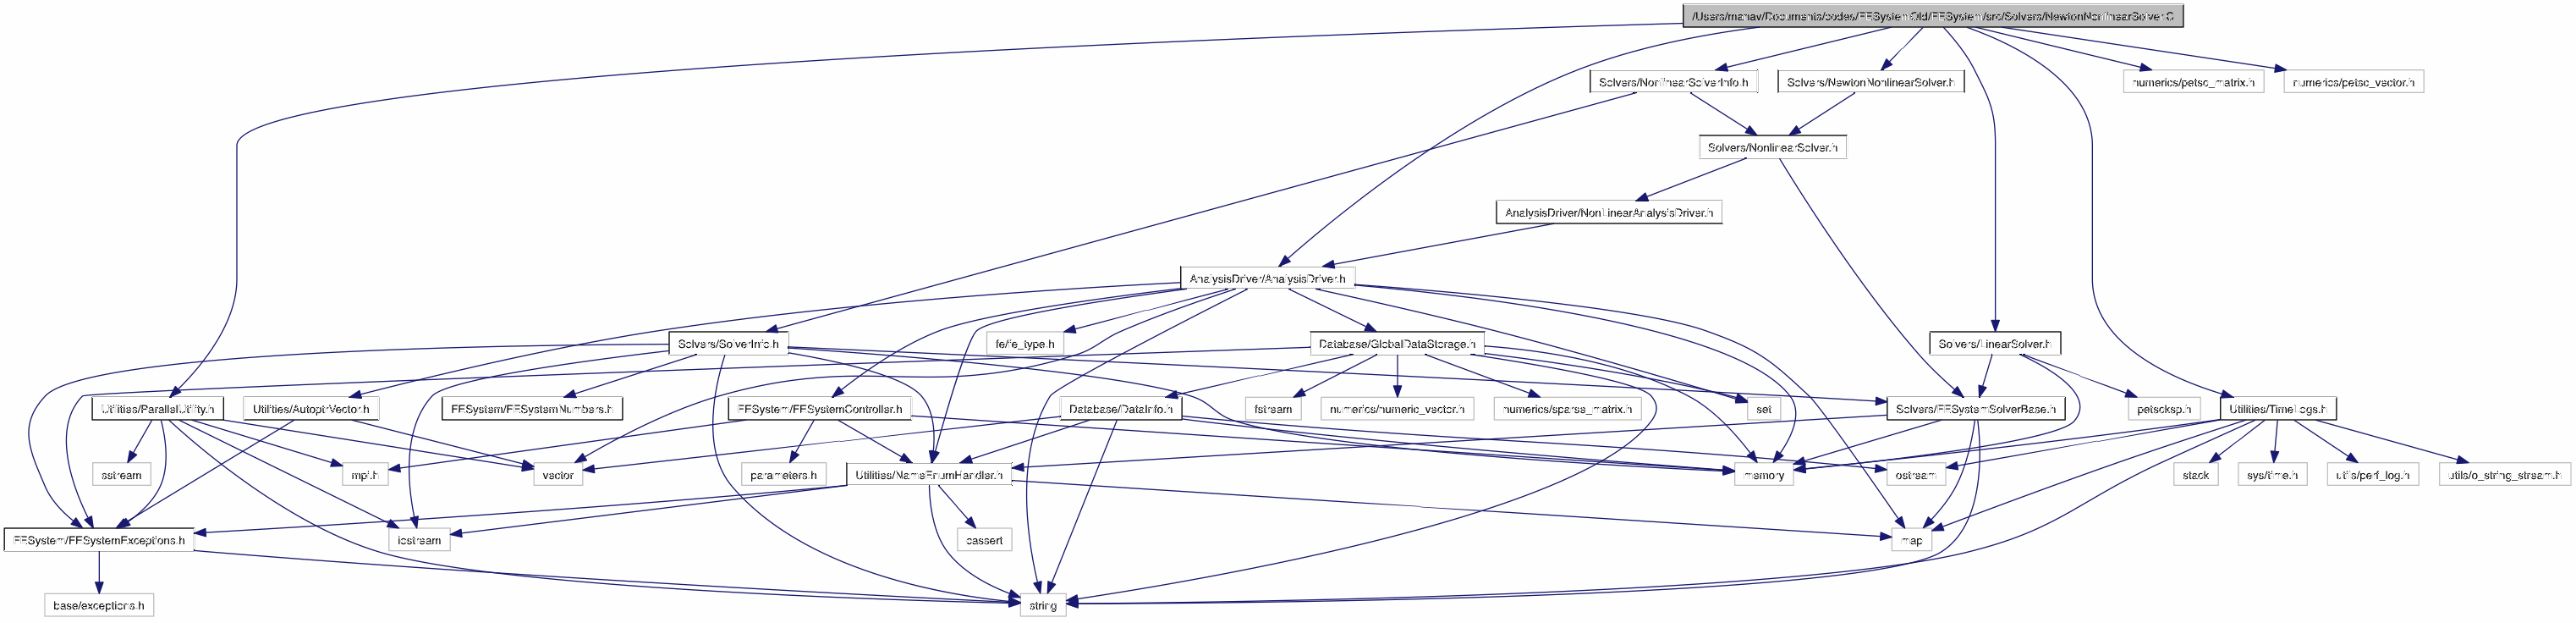 /Users/manav/Documents/codes/FESystemOld/FESystem/src/Solvers/NewtonNonlinearSolver.C
Solvers/NonlinearSolverInfo.h
Solvers/NewtonNonlinearSolver.h
numerics/petsc_matrix.h
numerics/petsc_vector.h
Solvers/NonlinearSolver.h
AnalysisDriver/NonLinearAnalysisDriver.h
AnalysisDriver/AnalysisDriver.h
Solvers/SolverInfo.h
fe/fe_type.h
Database/GlobalDataStorage.h
Solvers/LinearSolver.h
Utilities/ParallelUtility.h
Utilities/AutoptrVector.h
FESystem/FESystemNumbers.h
FESystem/FESystemController.h
Database/DataInfo.h
fstream
numerics/numeric_vector.h
numerics/sparse_matrix.h
set
Solvers/FESystemSolverBase.h
petscksp.h
Utilities/TimeLogs.h
sstream
mpi.h
vector
parameters.h
Utilities/NameEnumHandler.h
memory
ostream
stack
sys/time.h
utils/perf_log.h
utils/o_string_stream.h
FESystem/FESystemExceptions.h
iostream
cassert
map
base/exceptions.h
string